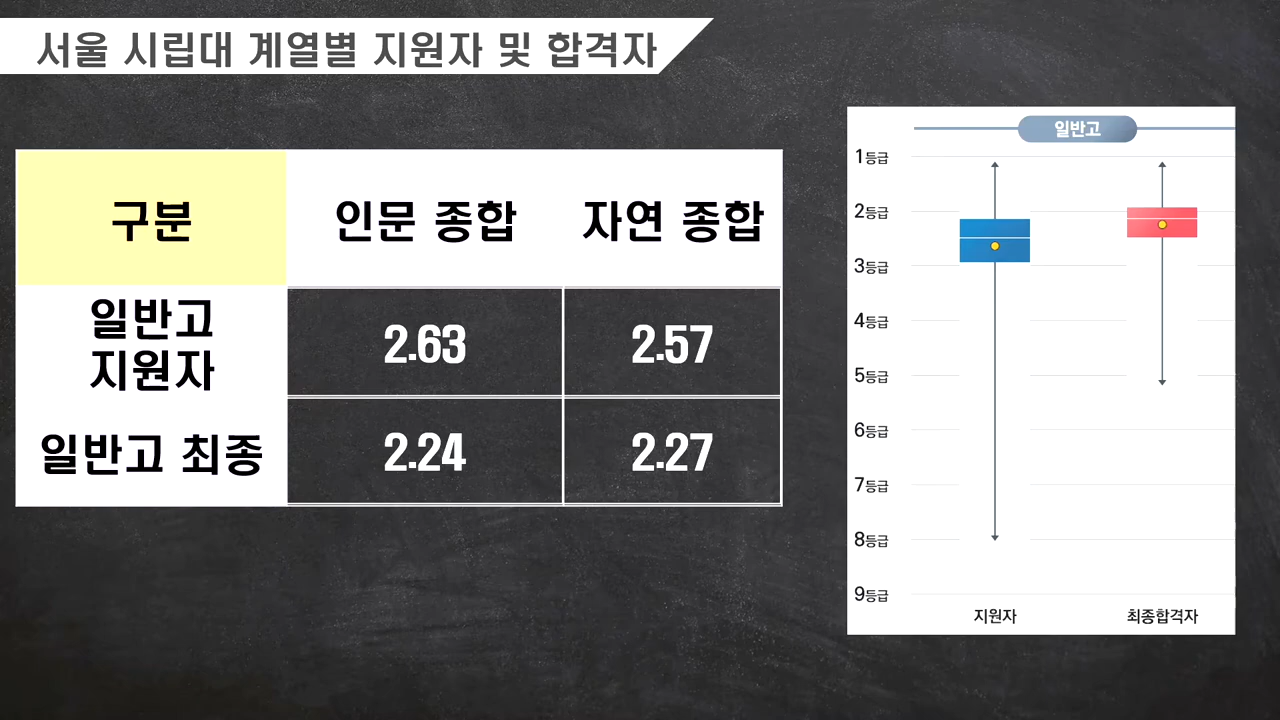 서울 시립대 계열별 지원자 및 합격자
구분 인문 종합 자연 종합
일반고
지원자
2.63 2.57
일반고 최종 2.24 2.27
일반고
1등급
2등급
3등급
4등급
5등급
6등급
7등급
8등급
9등급
지원자 최종합격자